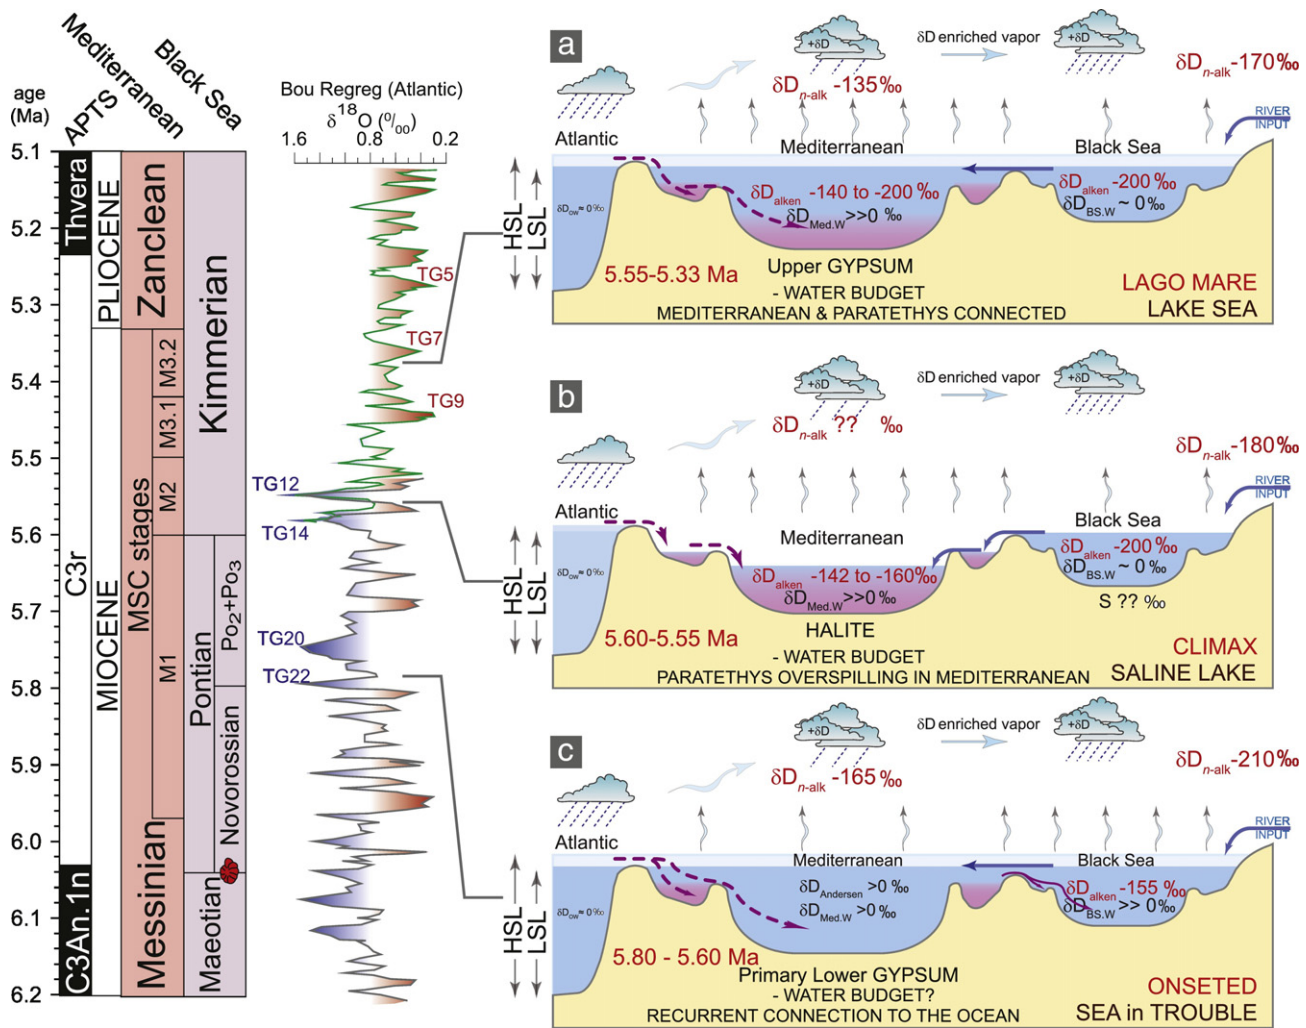 age
(Ma)
APTS
Mediterranean
Black Sea
5.1
5.2
5.3
5.4
5.5
5.6
5.7
5.8
5.9
6.0
6.1
6.2
Thvera
C3r
C3An.1n
PLIOCENE
MIOCENE
Zanclean
MSC stages
Messinian
M3.2
M3.1
M2
M1
Kimmerian
Pontian
Po2+Po3
Novorossian
Maeotian
Bou Regreg (Atlantic)
δ18O (0/00)
1.6 0.8 0.2
TG5
TG7
TG9
TG12
TG14
TG20
TG22
a
+δD
δD enriched vapor
+δD
δDn-alk -135 ‰
δDn-alk -170 ‰
RIVER
INPUT
Atlantic
Mediterranean
Black Sea
HSL
LSL
δDow≈0‰
δDalken -140 to -200 ‰
δDMed.W >>0 ‰
δDalken -200 ‰
δDBS.W ~ 0 ‰
5.55-5.33 Ma
Upper GYPSUM
- WATER BUDGET
MEDITERRANEAN & PARATETHYS CONNECTED
LAGO MARE
LAKE SEA
b
+δD
δD enriched vapor
+δD
δDn-alk ?? ‰
δDn-alk -180 ‰
RIVER
INPUT
Atlantic
Mediterranean
Black Sea
HSL
LSL
δDow≈0‰
δDalken -142 to -160‰
δDMed.W >>0 ‰
δDalken -200 ‰
δDBS.W ~ 0 ‰
S ?? ‰
5.60-5.55 Ma
HALITE
- WATER BUDGET
PARATETHYS OVERSPILLING IN MEDITERRANEAN
CLIMAX
SALINE LAKE
c
+δD
δD enriched vapor
+δD
δDn-alk -165 ‰
δDn-alk -210 ‰
RIVER
INPUT
Atlantic
Mediterranean
Black Sea
HSL
LSL
δDow≈0‰
δDAndersen >0 ‰
δDMed.W >0 ‰
δDalken -155 ‰
δDBS.W >> 0 ‰
5.80 - 5.60 Ma
Primary Lower GYPSUM
- WATER BUDGET?
RECURRENT CONNECTION TO THE OCEAN
ONSETED
SEA in TROUBLE